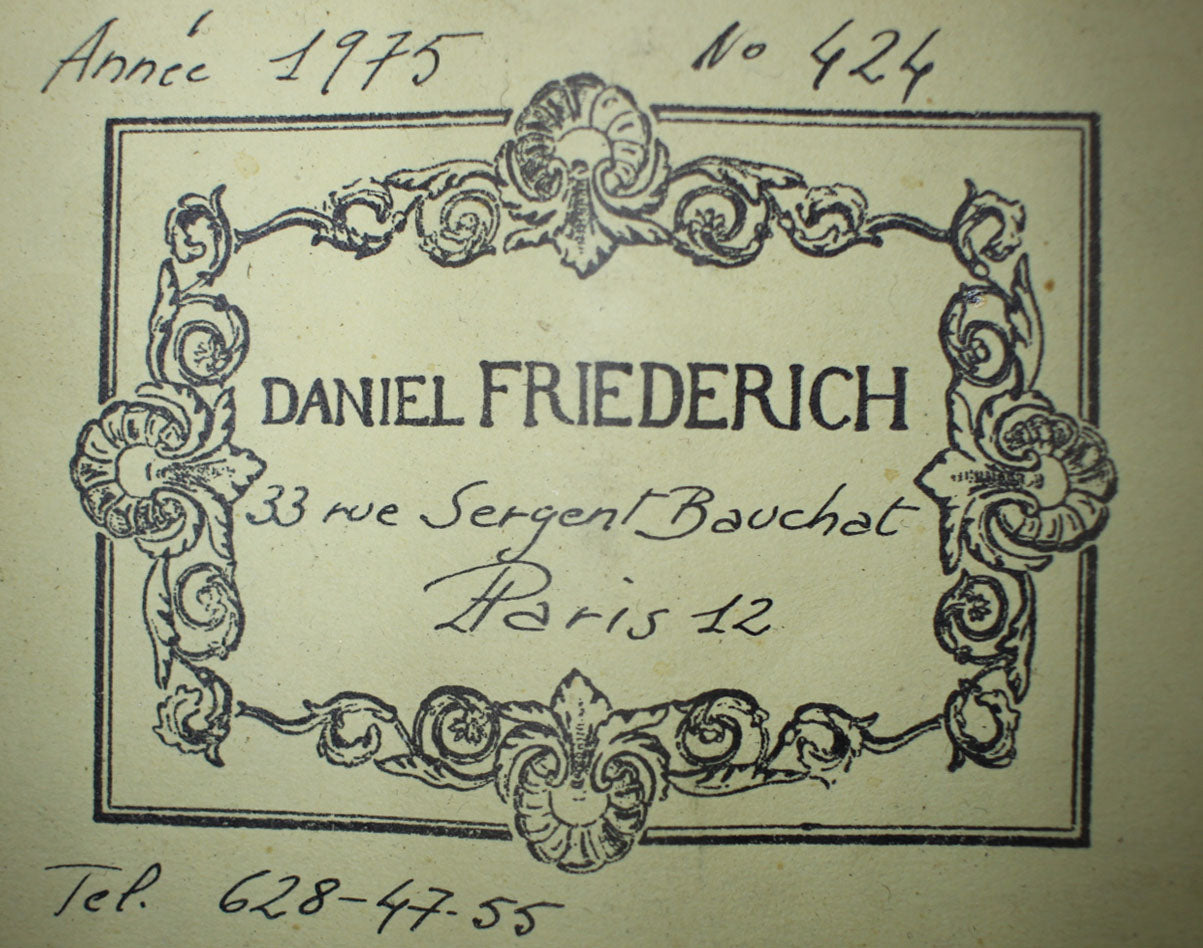 Année 1975 No 424
DANIEL FRIEDERICH
33 rue Sergent Bauchat
Paris 12
Tel. 628-47-55